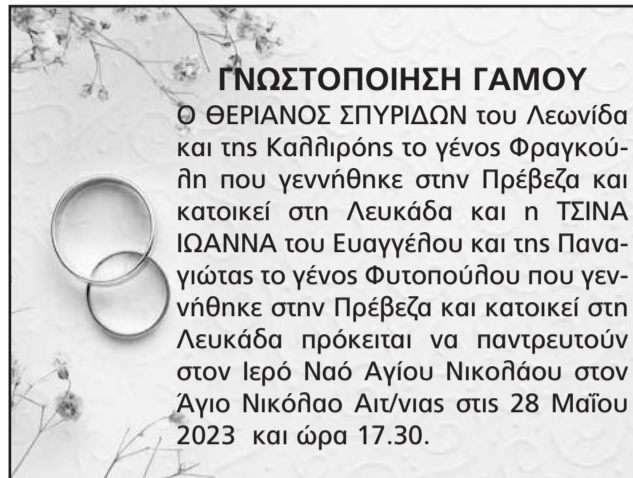 ΓΝΩΣΤΟΠΟΙΗΣΗ ΓΑΜΟΥ
Ο ΘΕΡΙΑΝΟΣ ΣΠΥΡΙΔΩΝ του Λεωνίδα
και της Καλλιρόης το γένος Φραγκού-
λη που γεννήθηκε στην Πρέβεζα και
κατοικεί στη Λευκάδα και η ΤΣΙΝΑ
ΙΩΑΝΝΑ του Ευαγγέλου και της Πανα-
γιώτας το γένος Φυτοπούλου που γεν-
νήθηκε στην Πρέβεζα και κατοικεί στη
Λευκάδα πρόκειται να παντρευτούν
στον Ιερό Ναό Αγίου Νικολάου στον
Άγιο Νικόλαο Αιτ/νιας στις 28 Μαΐου
2023 και ώρα 17.30.